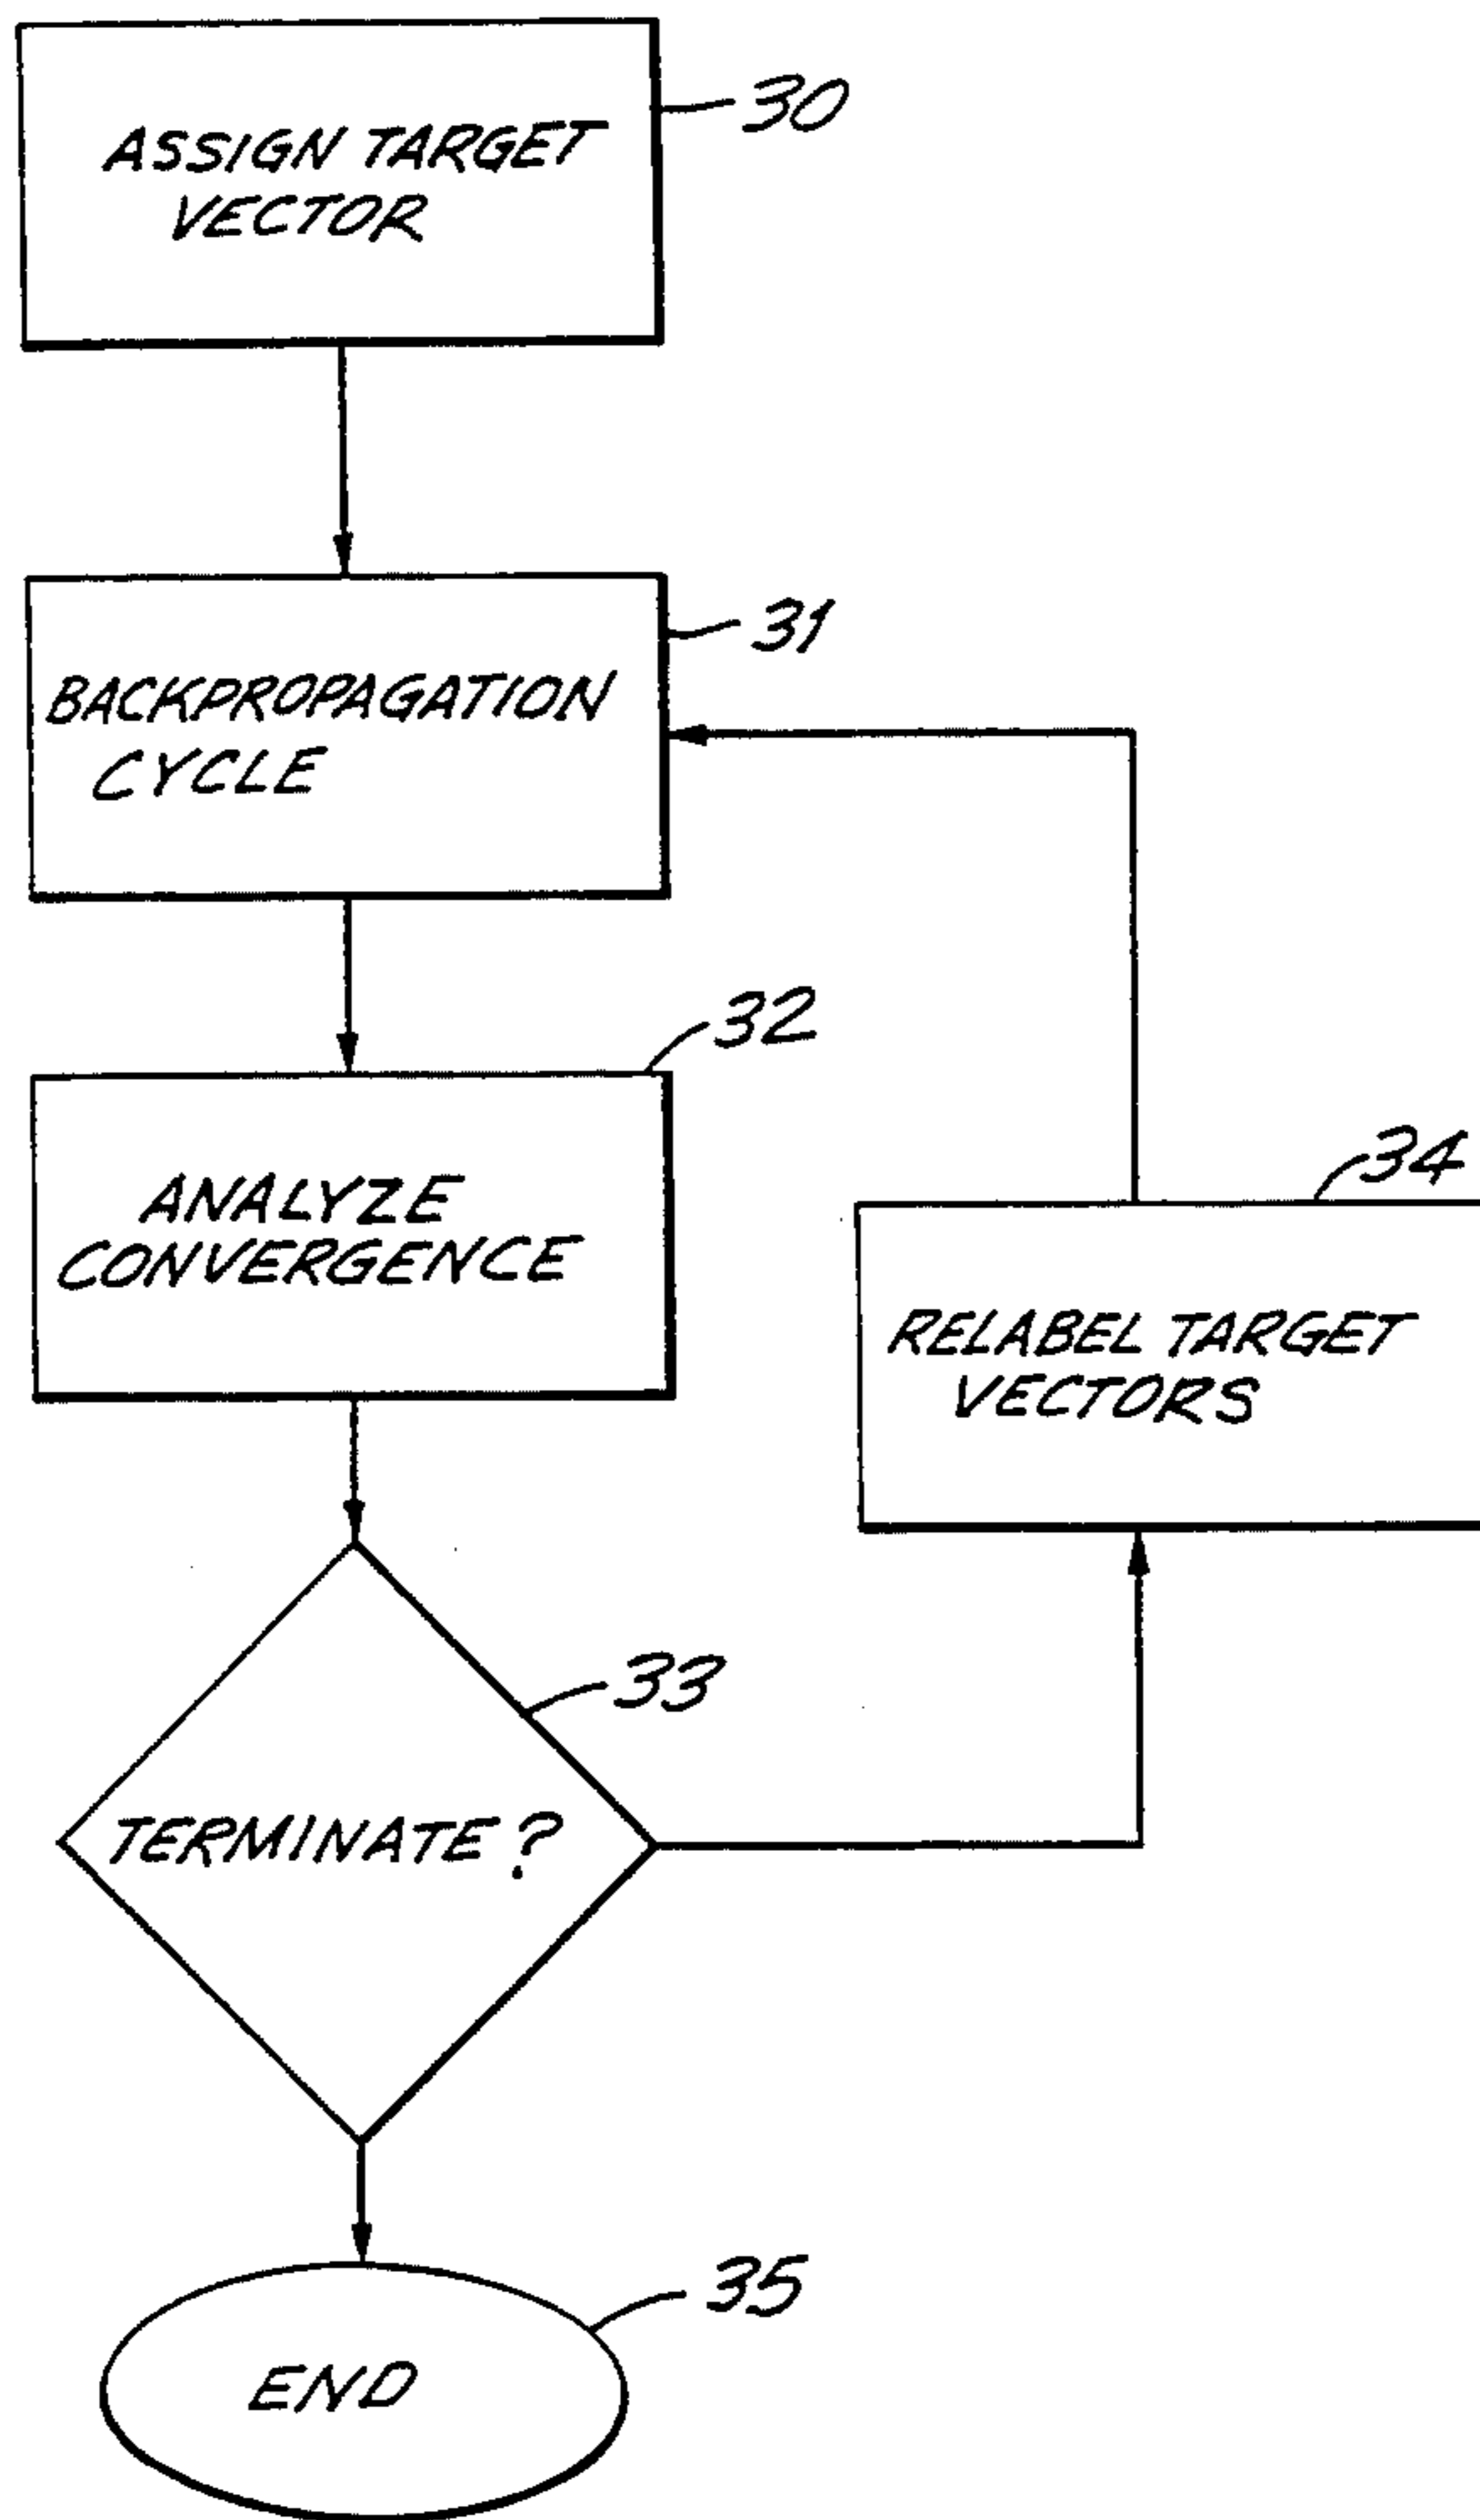 30
ASSIGN TARGET
VECTOR
31
BACKPROPAGATION
CYCLE
32
ANALYZE
CONVERGENCE
34
RELABEL TARGET
VECTORS
33
TERMINATE?
35
END